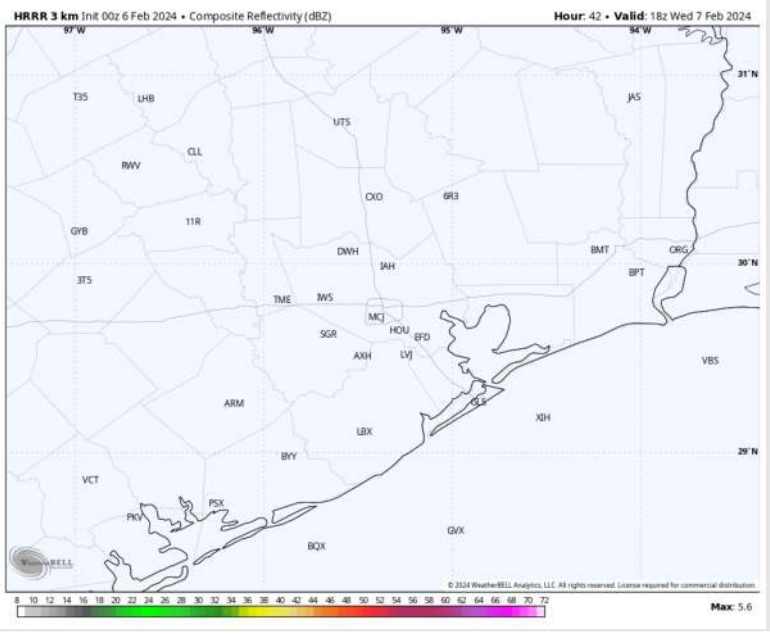 HRRR 3 km Init 00z 6 Feb 2024 • Composite Reflectivity (dBZ)
Hour: 42 • Valid: 18z Wed 7 Feb 2024
97°W 96°W 95°W 94°W
31°N
T35 LHB JAS
UTS
CLL
RWV
CXO 6R3
11R
GYB
DWH BMT ORG
IAH 30°N
BPT
3T5
TME IWS
MCJ
SGR HOU EFD
AXH LVJ
VBS
ARM GLS
XIH
LBX
29°N
BYY
VCT
PSX
PKV
GVX
BQX
WeatherBELL
© 2024 WeatherBELL Analytics, LLC. All rights reserved. License required for commercial distribution.
8 10 12 14 16 18 20 22 24 26 28 30 32 34 36 38 40 42 44 46 48 50 52 54 56 58 60 62 64 66 68 70 72
Max: 5.6